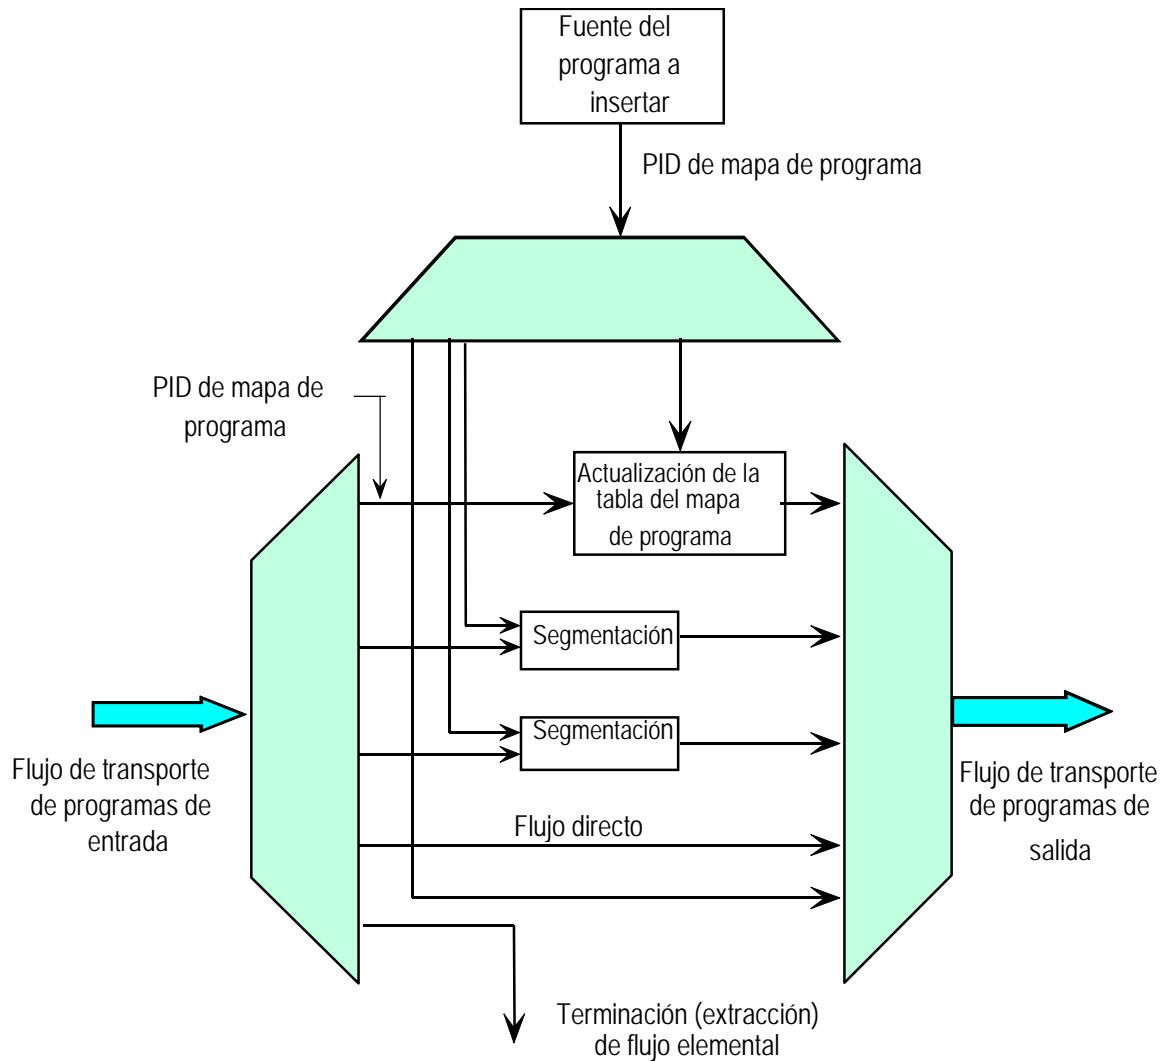 Fuente del
programa a
insertar
PID de mapa de programa
PID de mapa de
programa
Actualización de la
tabla del mapa
de programa
Segmentación
Segmentación
Flujo de transporte
de programas de
entrada
Flujo directo
Flujo de transporte
de programas de
salida
Terminación (extracción)
de flujo elemental